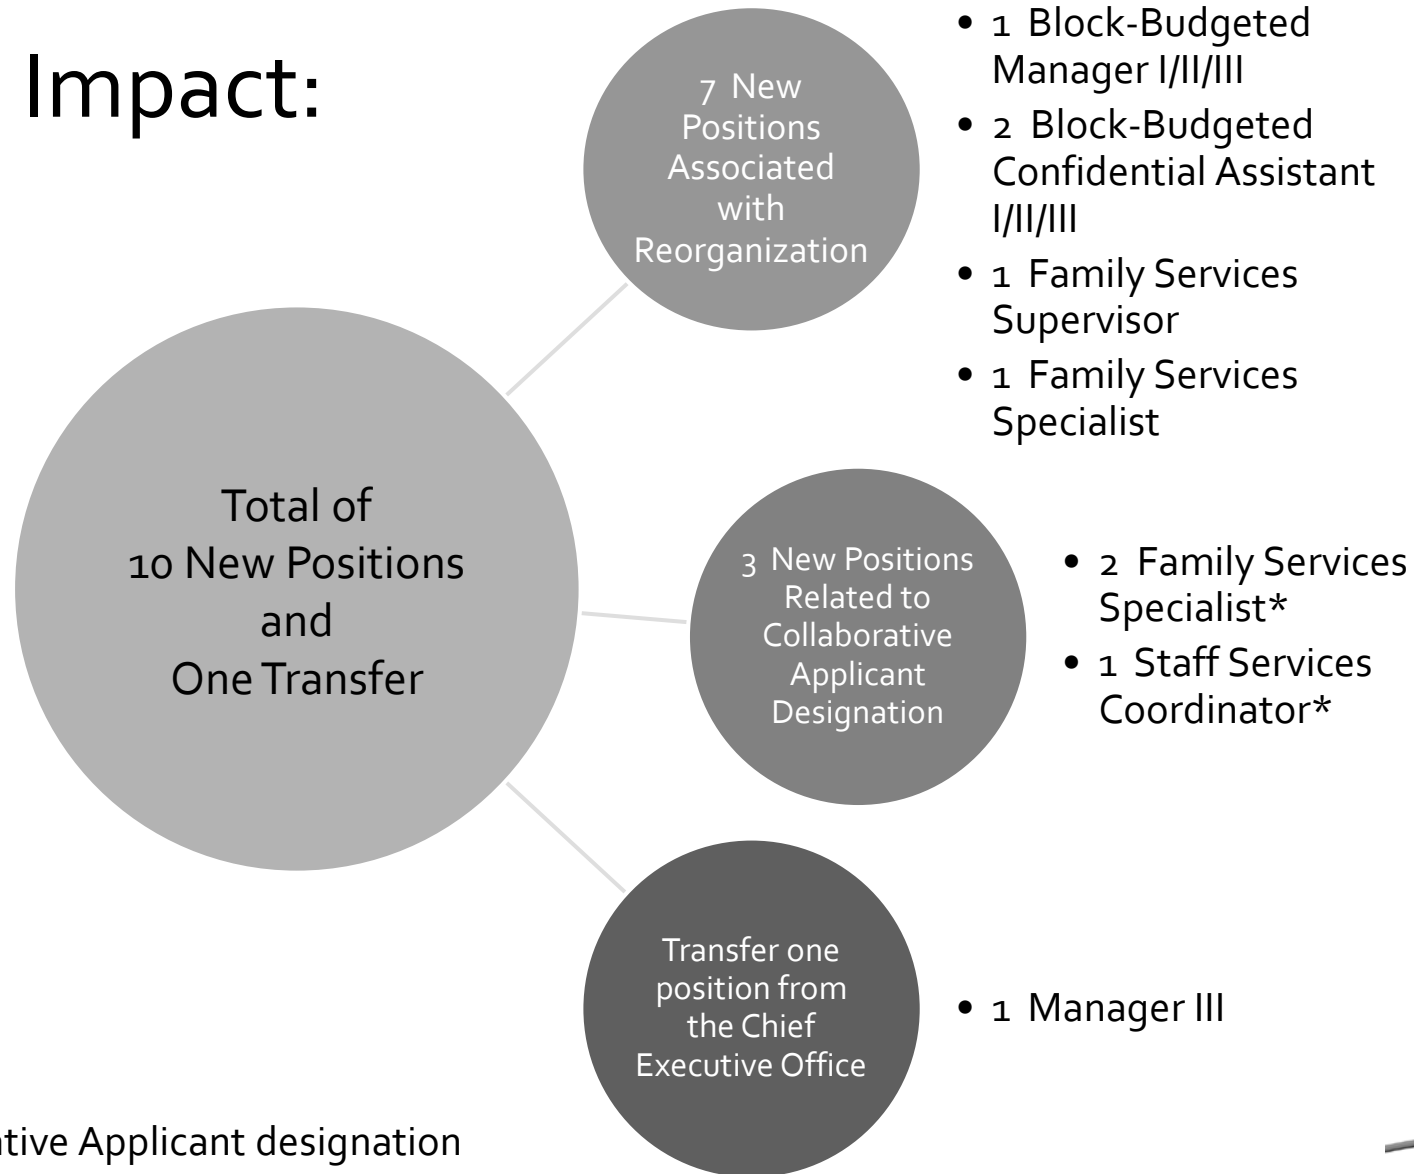 Impact:
7 New
Positions
Associated
with
Reorganization
• 1 Block-Budgeted
Manager I/II/III
• 2 Block-Budgeted
Confidential Assistant
I/II/III
• 1 Family Services
Supervisor
• 1 Family Services
Specialist
Total of
10 New Positions
and
One Transfer
3 New Positions
Related to
Collaborative
Applicant
Designation
• 2 Family Services
Specialist*
• 1 Staff Services
Coordinator*
Transfer one
position from
the Chief
Executive Office
• 1 Manager III
Applicant designation